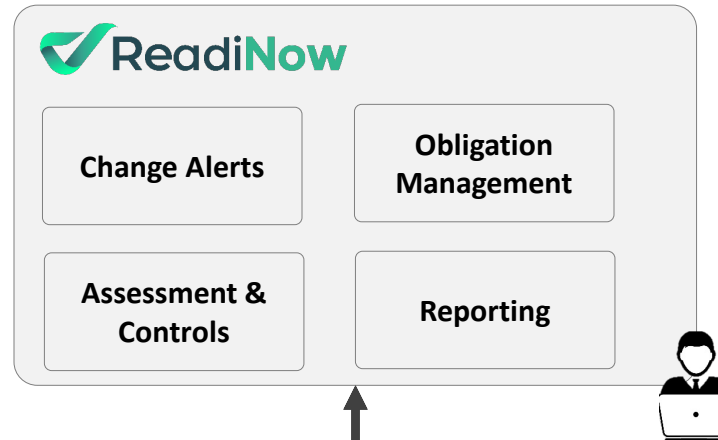 ReadiNow
Change Alerts
Obligation
Management
Assessment &
Controls
Reporting